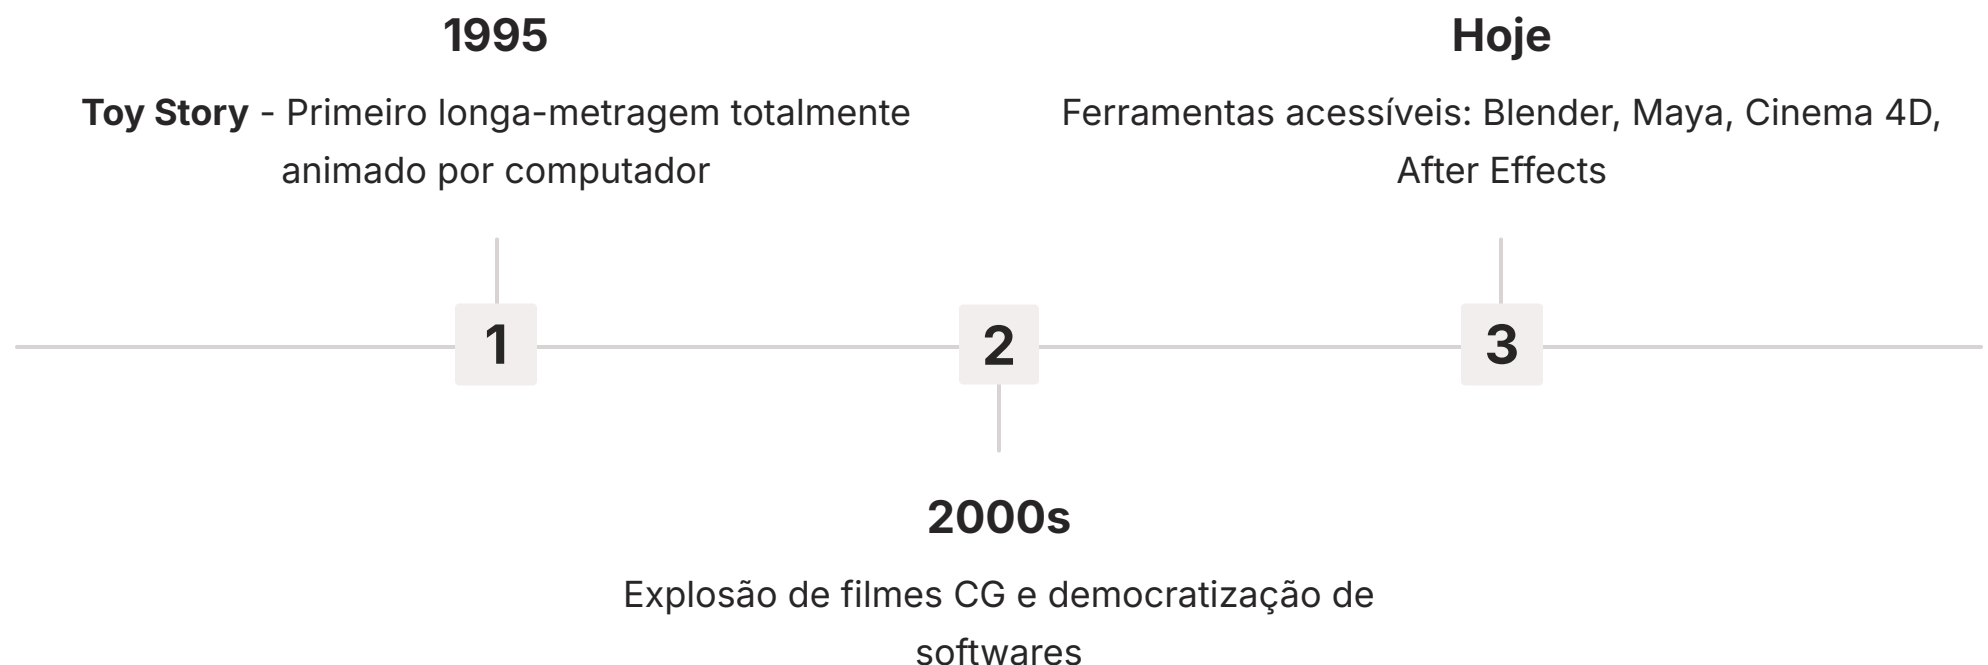 1995
Toy Story - Primeiro longa-metragem totalmente
animado por computador
Hoje
Ferramentas acessíveis: Blender, Maya, Cinema 4D,
After Effects
1
2
3
2000s
Explosão de filmes CG e democratização de
softwares